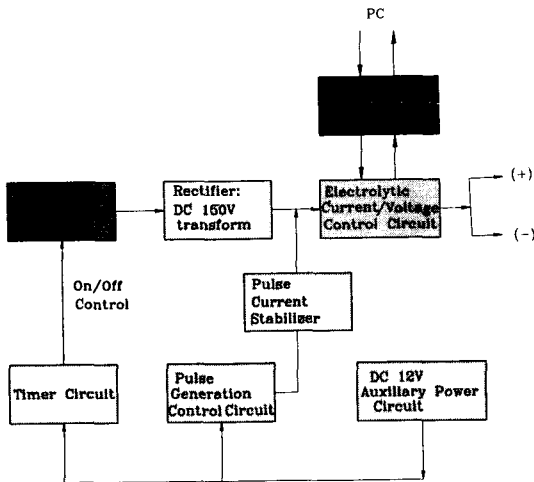 PC
Rectifier:
DC 150V
transform
Electrolytic
Current/Voltage
Control Circuit
(+)
(-)
On/Off
Control
Pulse
Current
Stabilizer
Timer Circuit
Pulse
Generation
Control Circuit
DC 12V
Auxillary Power
Circuit